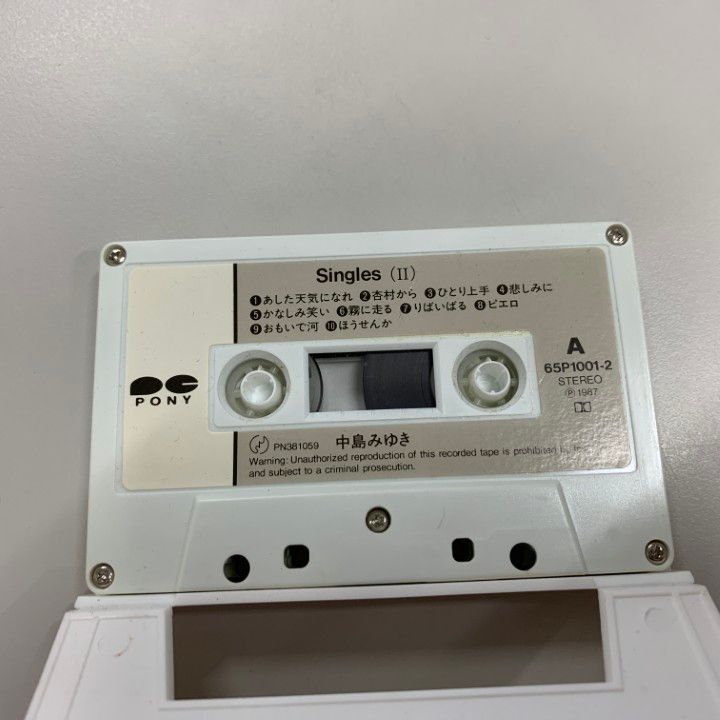 Singles (II)
❶あした天気になれ ❷杏村から ❸ひとり上手 ❹悲しみに
❺かなしみ笑い ❻霧に走る ❼りばいばる ❽ピエロ
❾おもいで河 ❿ほうせんか
A
65P1001-2
STEREO
Ⓟ1987
PONY
PN381059 中島みゆき
Warning: Unauthorized reproduction of this recorded tape is prohibited by
and subject to a criminal prosecution.